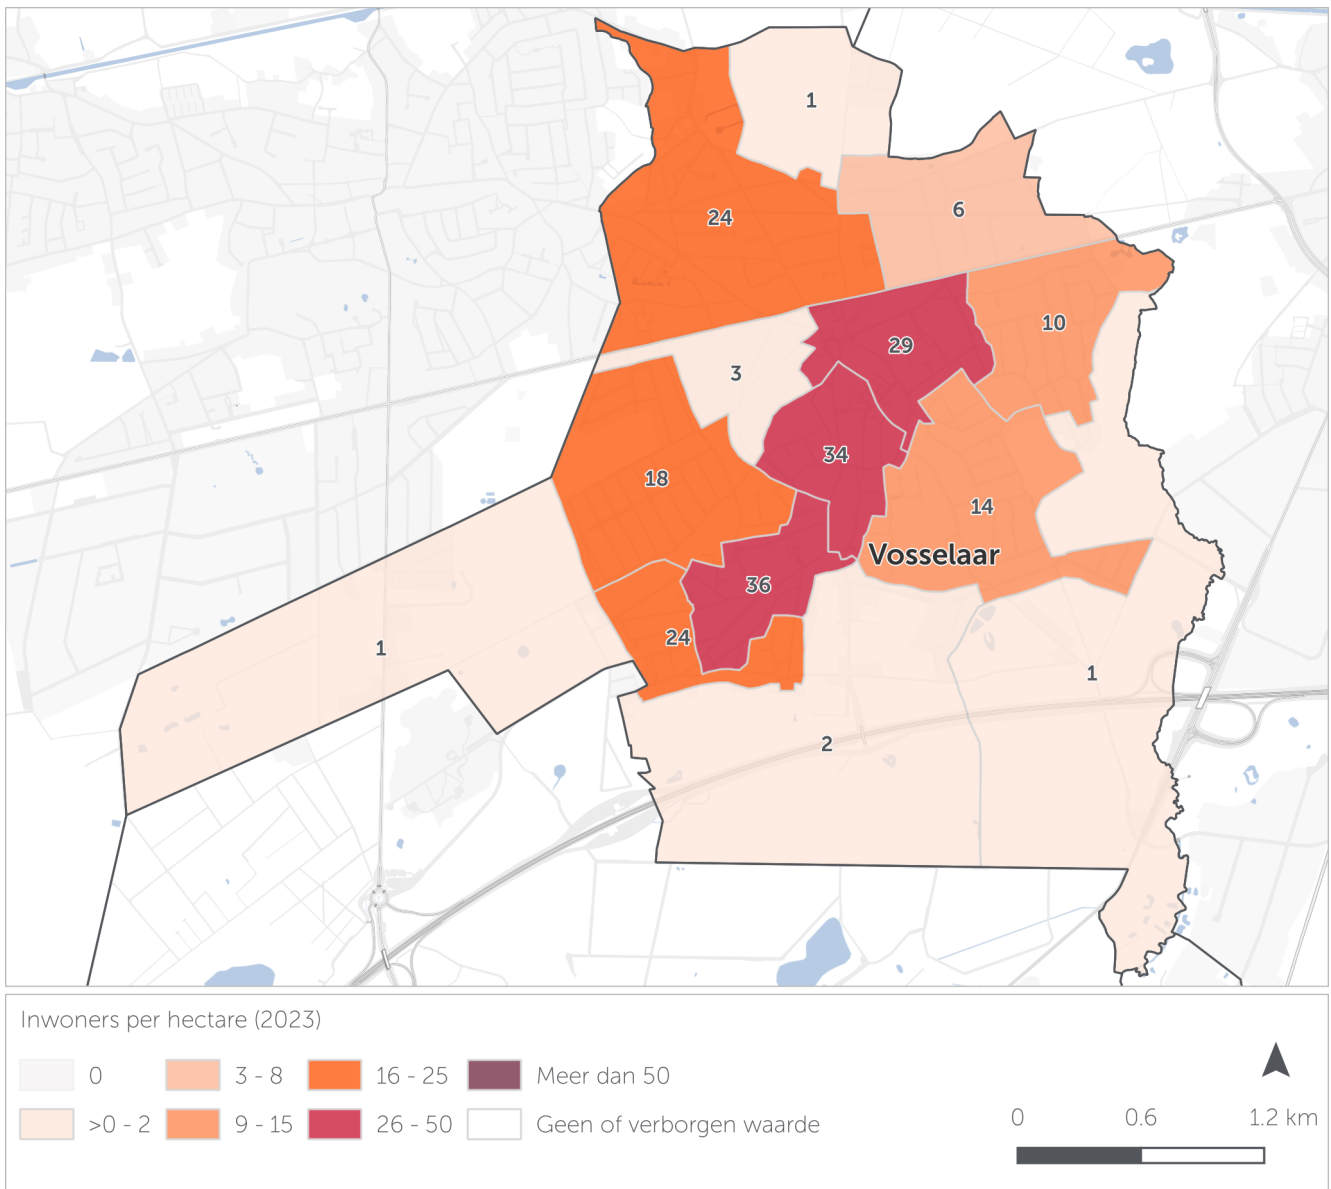 1
24
6
10
29
3
34
18
14
Vosselaar
36
24
1
1
2
Inwoners per hectare (2023)
0
3 - 8
16 - 25
Meer dan 50
>0 - 2
9 - 15
26 - 50
Geen of verborgen waarde
0 0.6 1.2 km